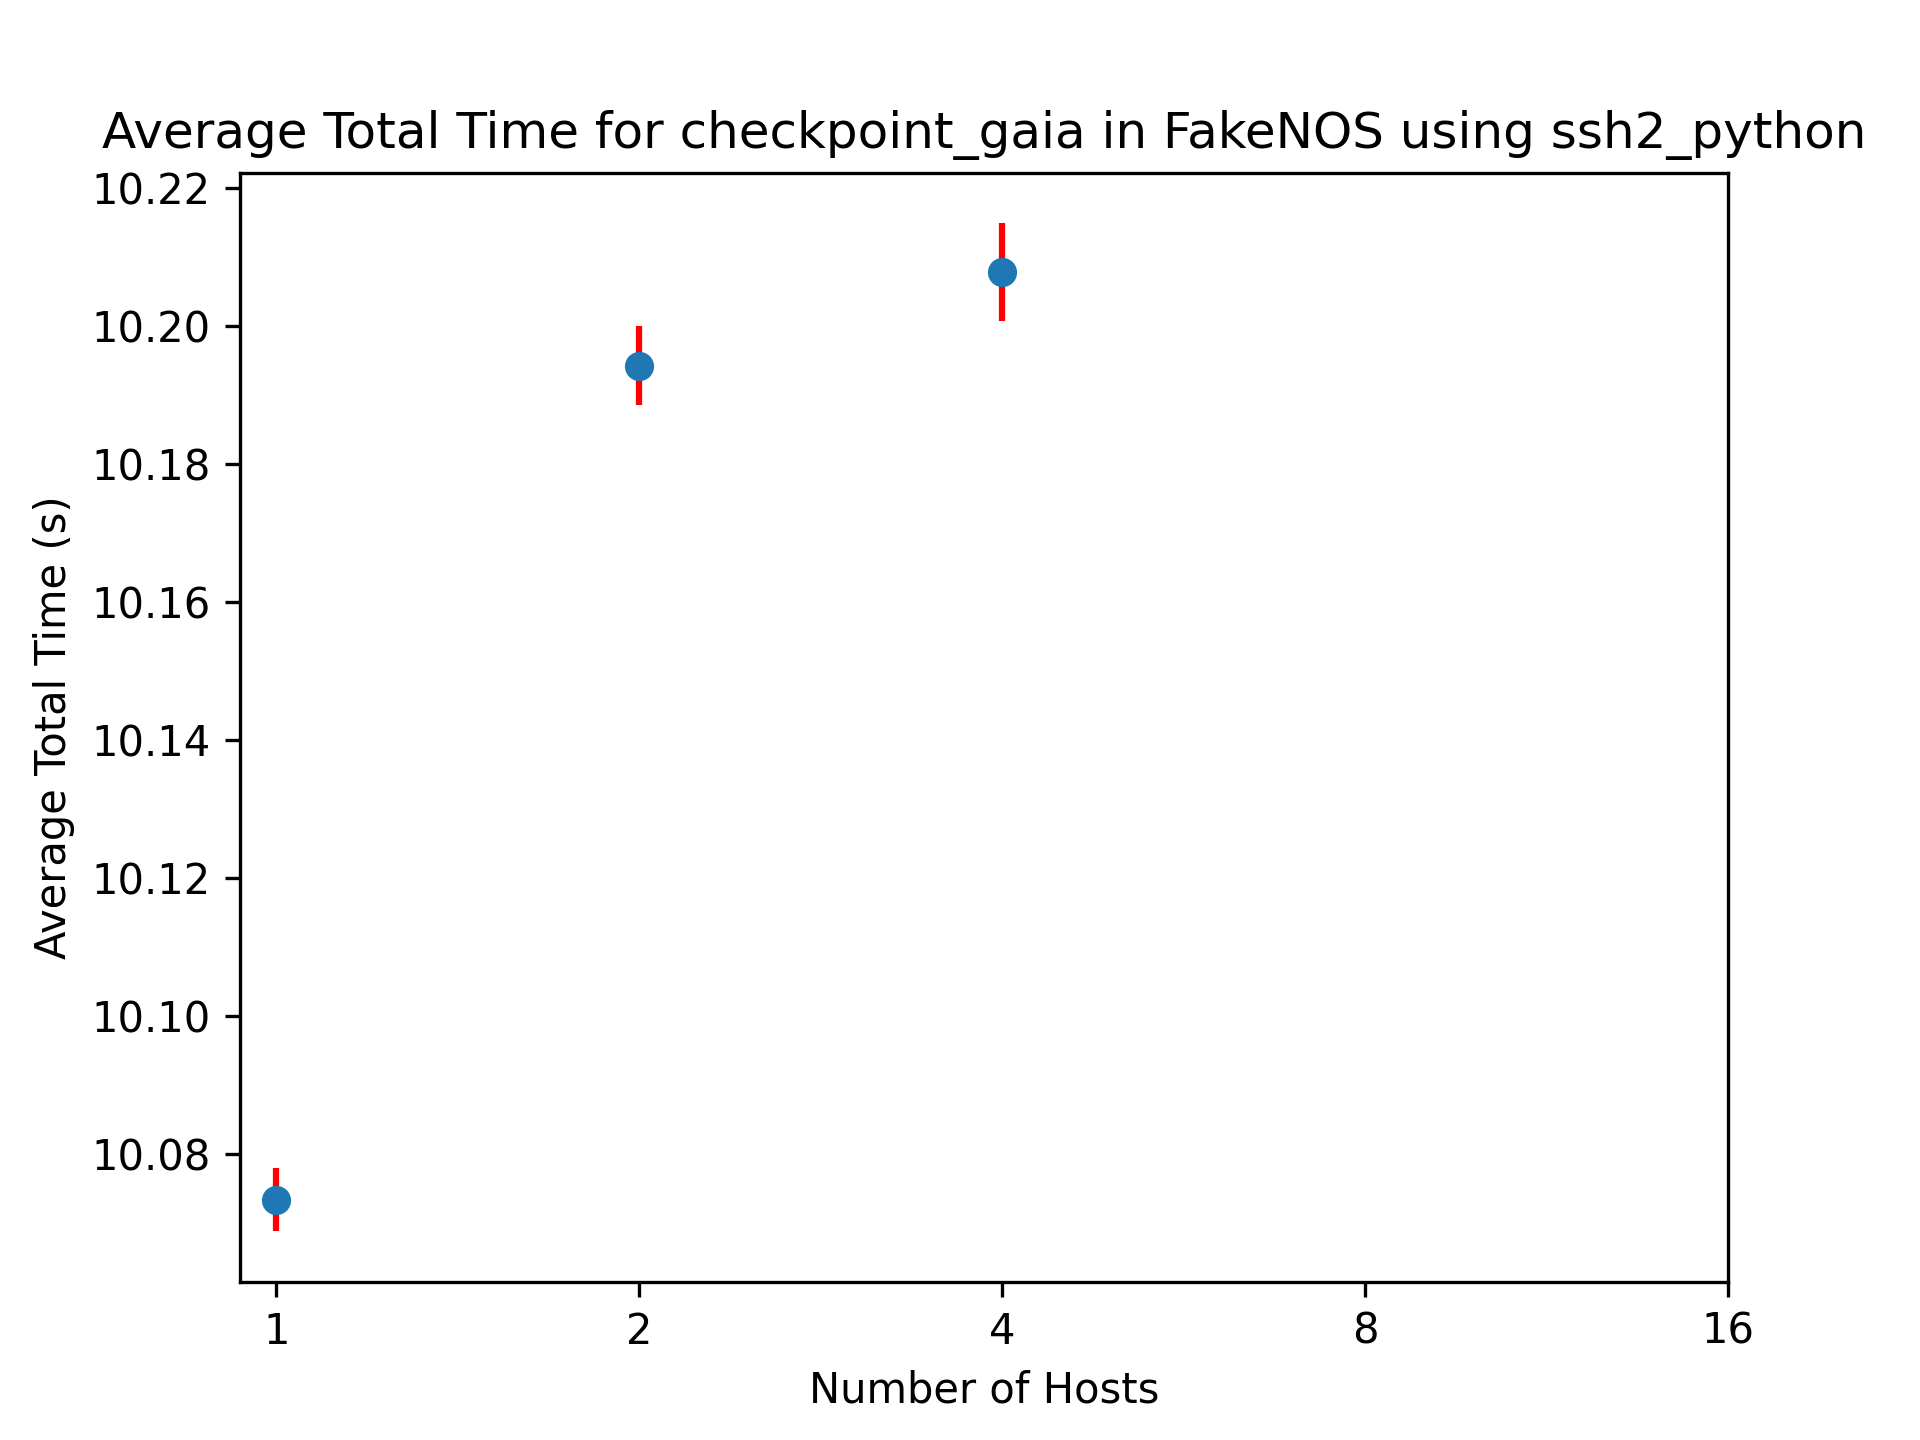 Average Total Time for checkpoint_gaia in FakeNOS using ssh2_python
10.22
10.20
10.18
10.16
10.14
10.12
10.10
10.08
Average Total Time (s)
1 2 4 8 16
Number of Hosts